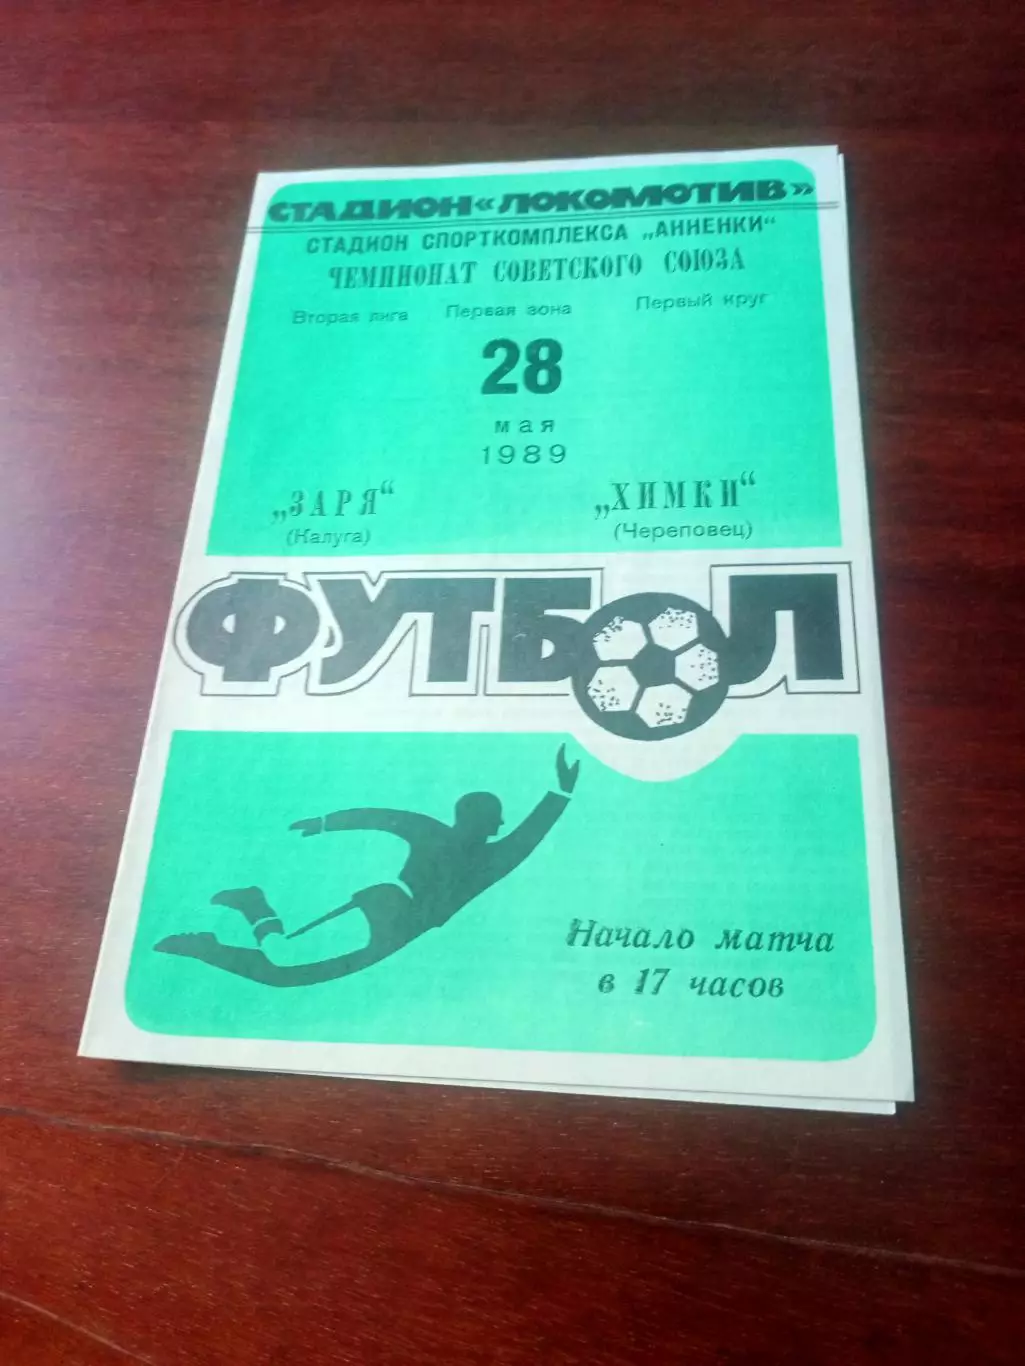 СТАДИОН «ЛОКОМОТИВ»
СТАДИОН СПОРТКОМПЛЕКСА „АННЕНКИ“
ЧЕМПИОНАТ СОВЕТСКОГО СОЮЗА
Вторая лига Первая зона Первый круг
28
мая
1989
„ЗАРЯ“ „ХИМКИ“
(Калуга) (Череповец)
ФУТБОЛ
Начало матча
в 17 часов